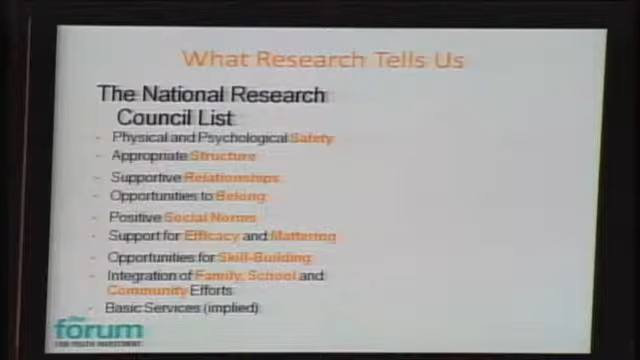 What Research Tells Us
The National Research
Council List
- Physical and Psychological Safety
- Appropriate Structure
- Supportive Relationships
- Opportunities to Belong
- Positive Social Norms
- Support for Efficacy and Mattering
- Opportunities for Skill-Building
- Integration of Family, School and
Community Efforts
- Basic Services (implied)
the
forum
FOR YOUTH INVESTMENT